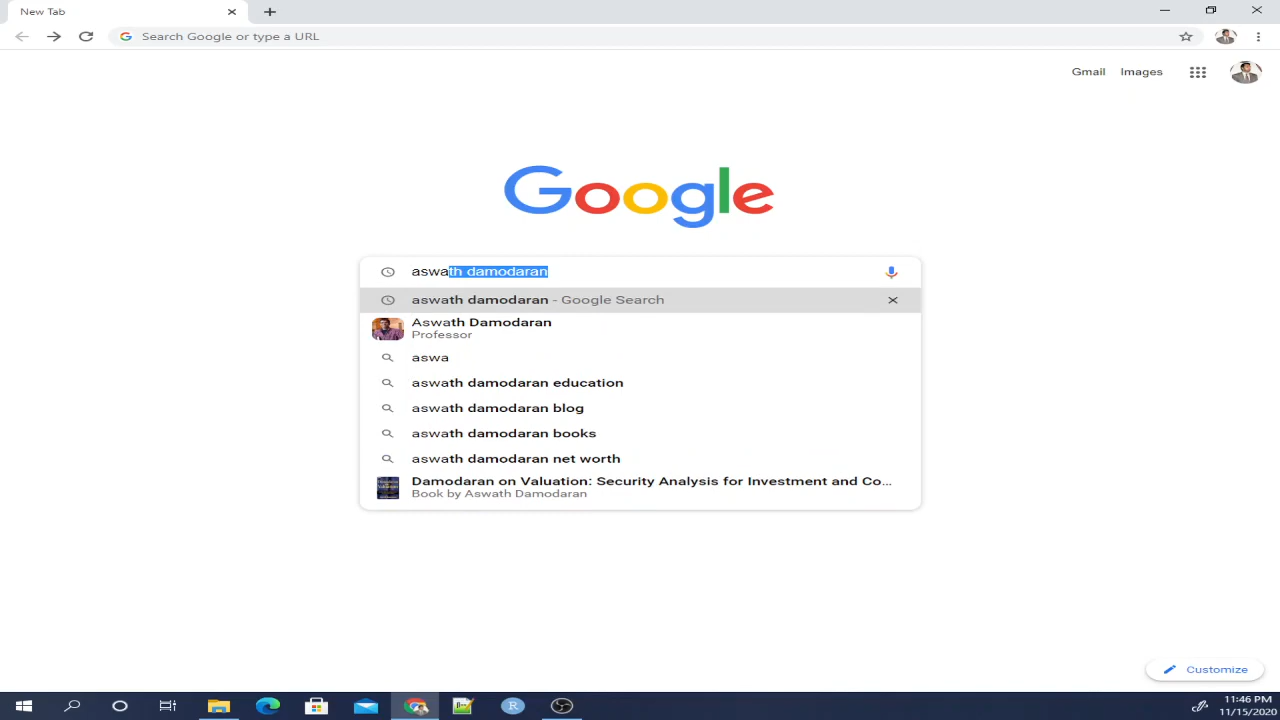 New Tab
Search Google or type a URL
Gmail Images
Google
aswath damodaran
aswath damodaran - Google Search
Aswath Damodaran
Professor
aswa
aswath damodaran education
aswath damodaran blog
aswath damodaran books
aswath damodaran net worth
Damodaran on Valuation: Security Analysis for Investment and Co...
Book by Aswath Damodaran
Customize
11:46 PM
11/15/2020